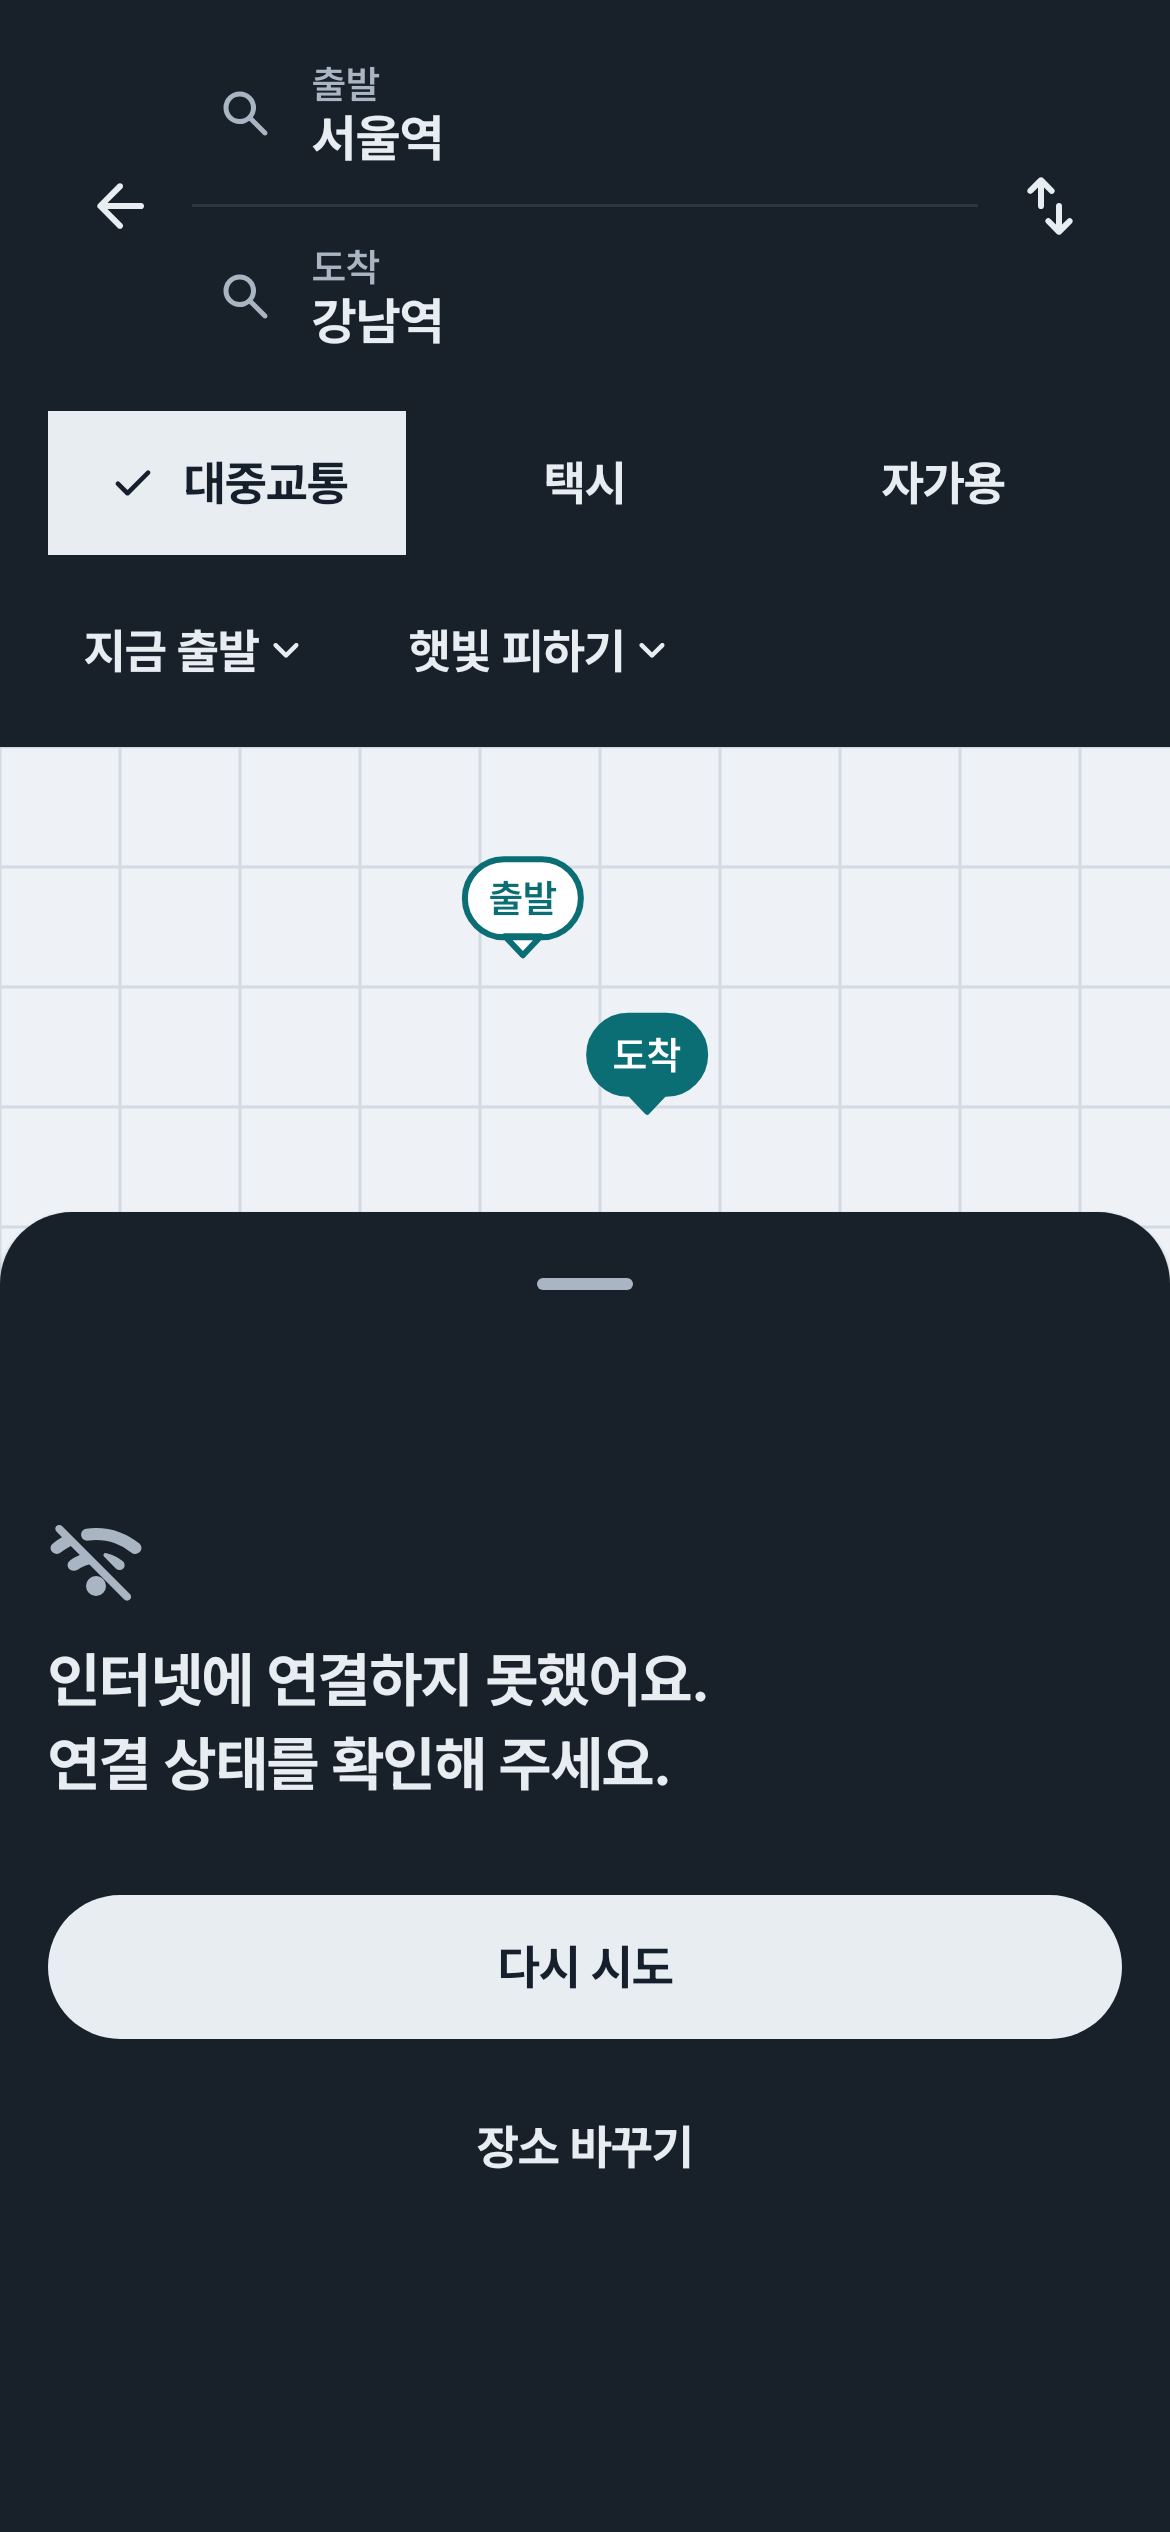 출발
서울역
도착
강남역
대중교통
택시
자가용
지금 출발
햇빛 피하기
출발
도착
인터넷에 연결하지 못했어요.
연결 상태를 확인해 주세요.
다시 시도
장소 바꾸기